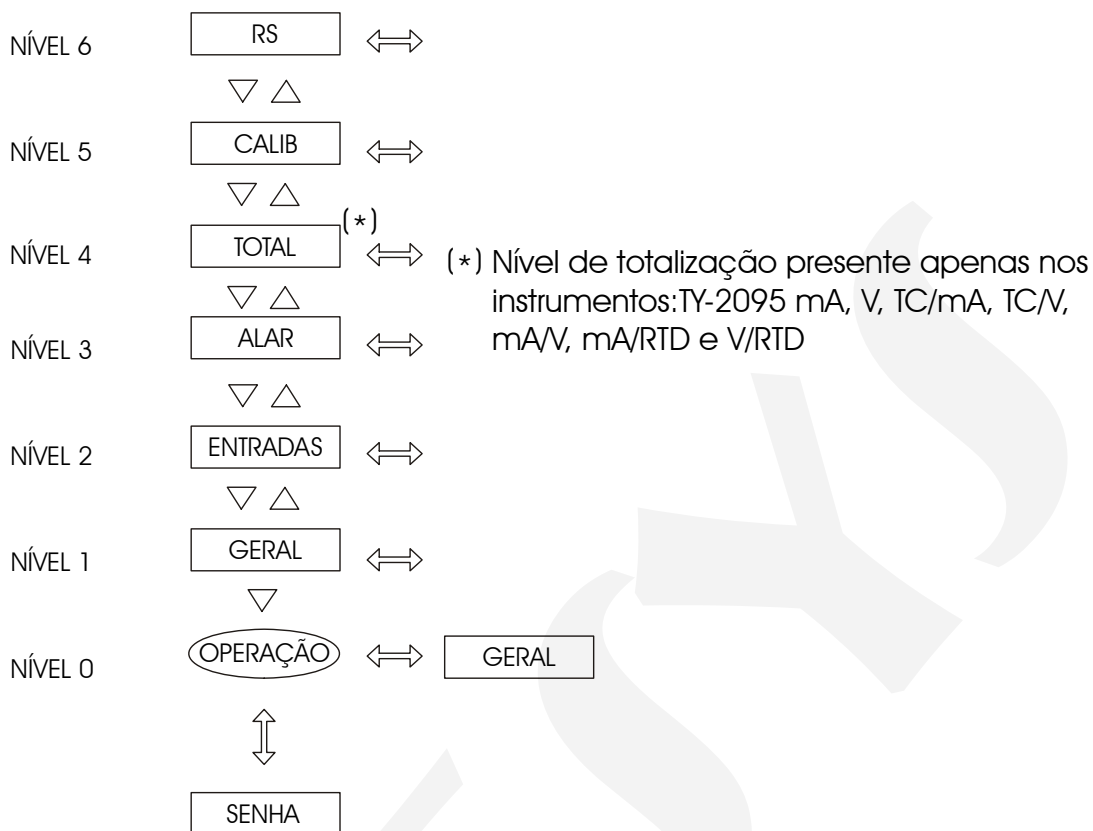 NÍVEL 6 RS
NÍVEL 5 CALIB
(*)
NÍVEL 4 TOTAL
(*) Nível de totalização presente apenas nos
instrumentos:TY-2095 mA, V, TC/mA, TC/V,
mA/V, mA/RTD e V/RTD
NÍVEL 3 ALAR
NÍVEL 2 ENTRADAS
NÍVEL 1 GERAL
NÍVEL 0 OPERAÇÃO GERAL
SENHA